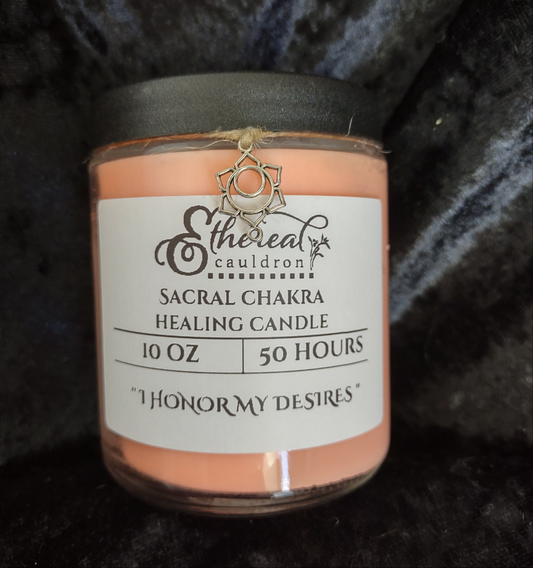 Ethereal
cauldron
SACRAL CHAKRA
HEALING CANDLE
10 OZ 50 HOURS
"I HONOR MY DESIRES"